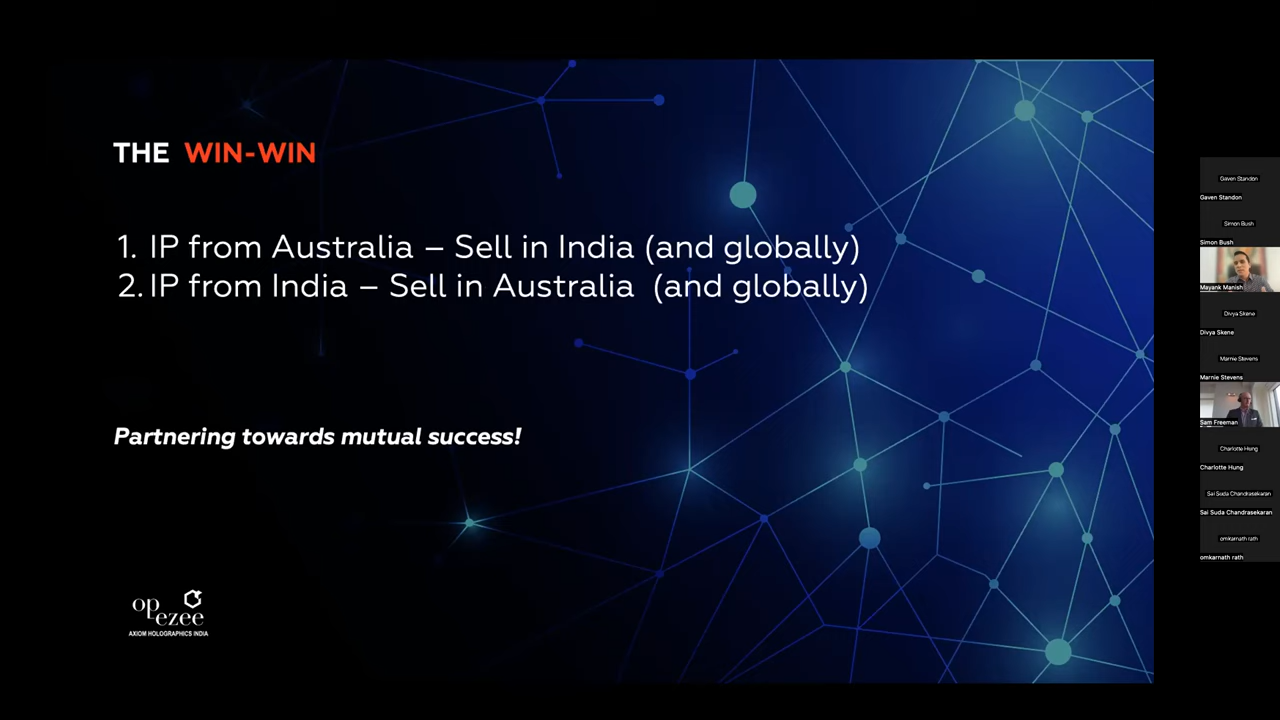 THE WIN-WIN
1. IP from Australia – Sell in India (and globally)
2. IP from India – Sell in Australia (and globally)
Partnering towards mutual success!
op
ezee
AXIOM HOLOGRAPHICS INDIA
Gaven Standon
Gaven Standon
Simon Bush
Simon Bush
Mayank Manish
Divya Skene
Divya Skene
Marnie Stevens
Marnie Stevens
Sam Freeman
Charlotte Hung
Charlotte Hung
Sai Suda Chandrasekaran
Sai Suda Chandrasekaran
omkarnath rath
omkarnath rath